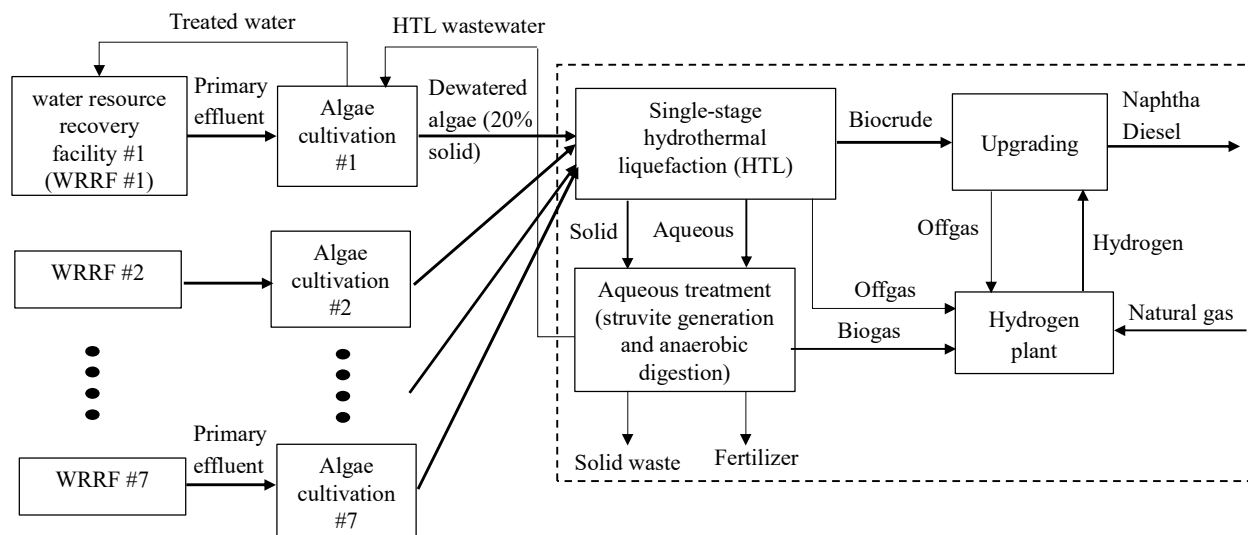 Treated water
HTL wastewater
water resource
recovery
facility #1
(WRRF #1)
Primary
effluent
Algae
cultivation
#1
Dewatered
algae (20%
solid)
Single-stage
hydrothermal
liquefaction (HTL)
Biocrude
Upgrading
Naphtha
Diesel
Solid
Aqueous
Offgas
Hydrogen
WRRF #2
Algae
cultivation
#2
Aqueous treatment
(struvite generation
and anaerobic
digestion)
Offgas
Biogas
Hydrogen
plant
Natural gas
WRRF #7
Primary
effluent
Algae
cultivation
#7
Solid waste
Fertilizer